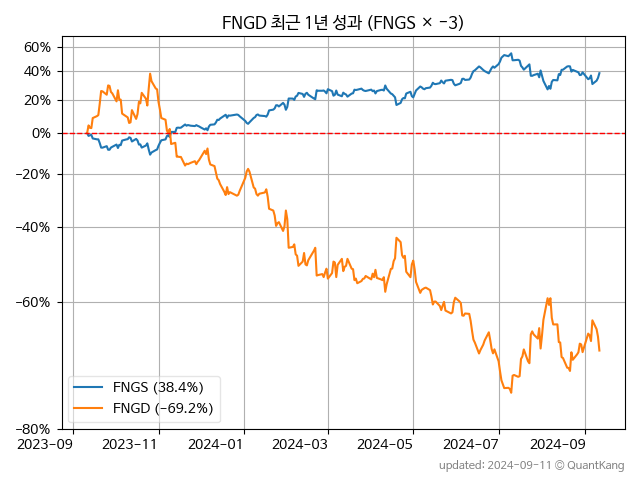 FNGD 최근 1년 성과 (FNGS × −3)
60%
40%
20%
0%
−20%
−40%
−60%
−80%
FNGS (38.4%)
FNGD (−69.2%)
2023-09 2023-11 2024-01 2024-03 2024-05 2024-07 2024-09
updated: 2024-09-11 © QuantKang